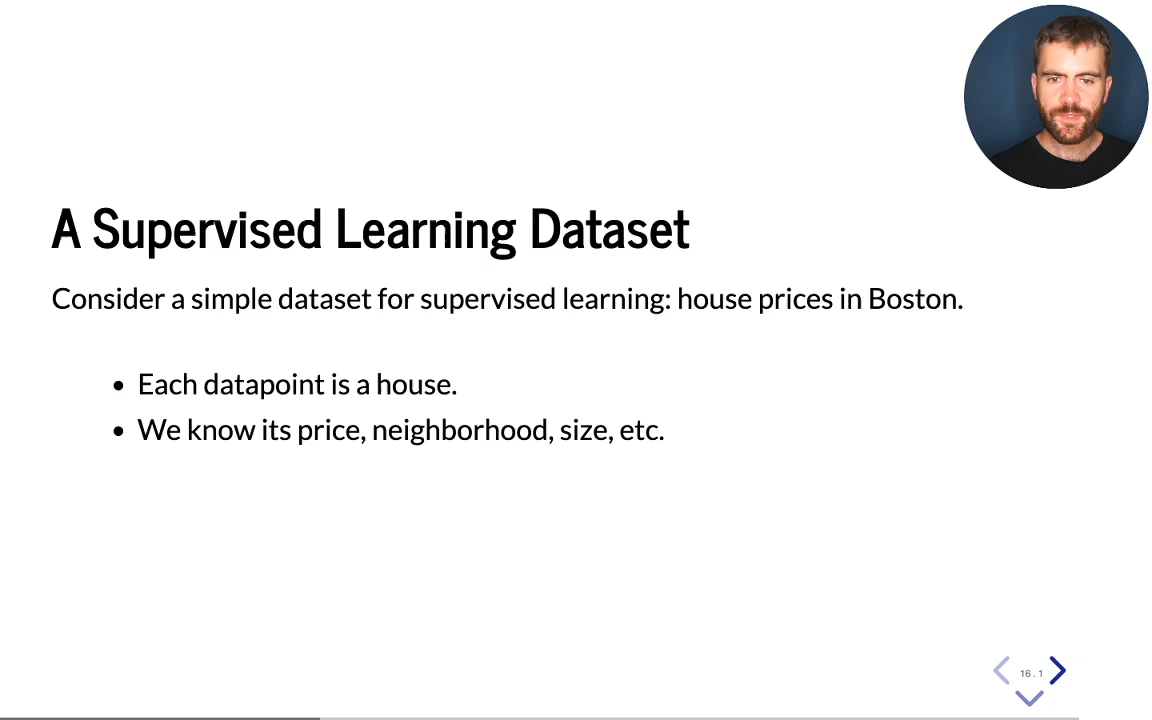 A Supervised Learning Dataset
Consider a simple dataset for supervised learning: house prices in Boston.
Each datapoint is a house.
We know its price, neighborhood, size, etc.
16 . 1